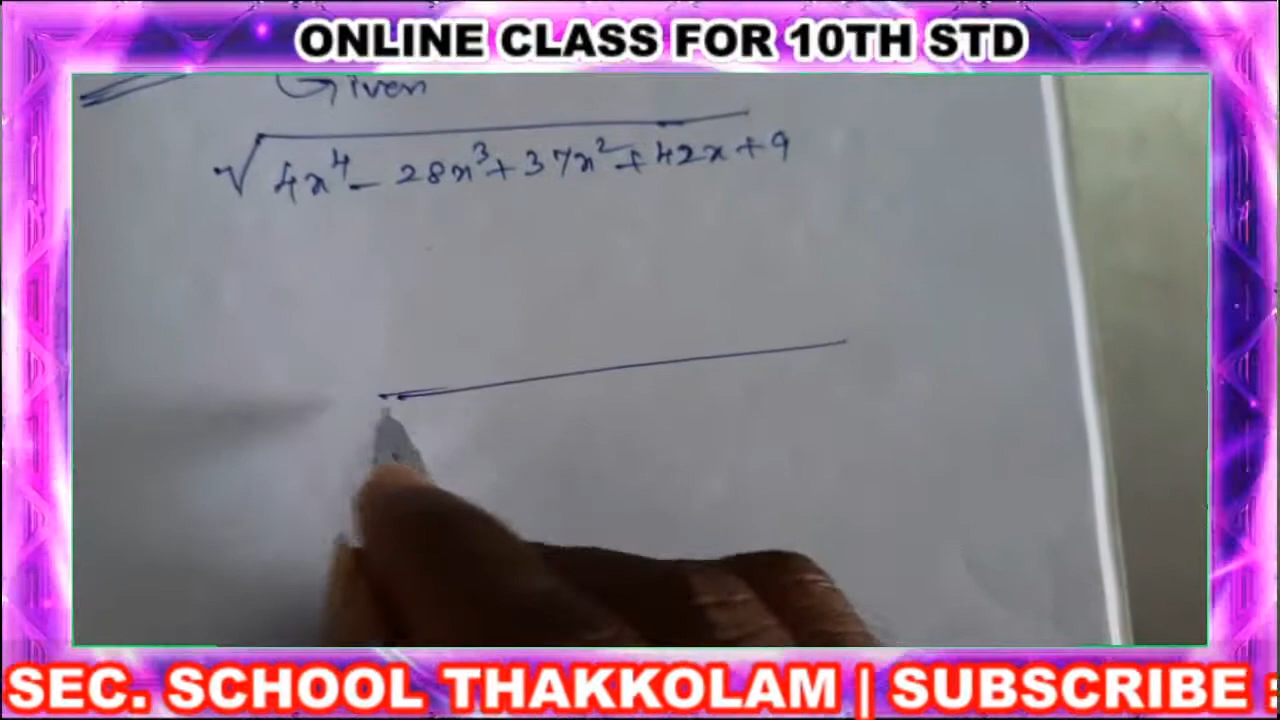 ONLINE CLASS FOR 10TH STD
Given
√4x⁴ - 28x³ + 37x² + 42x + 9
SEC. SCHOOL THAKKOLAM | SUBSCRIBE :